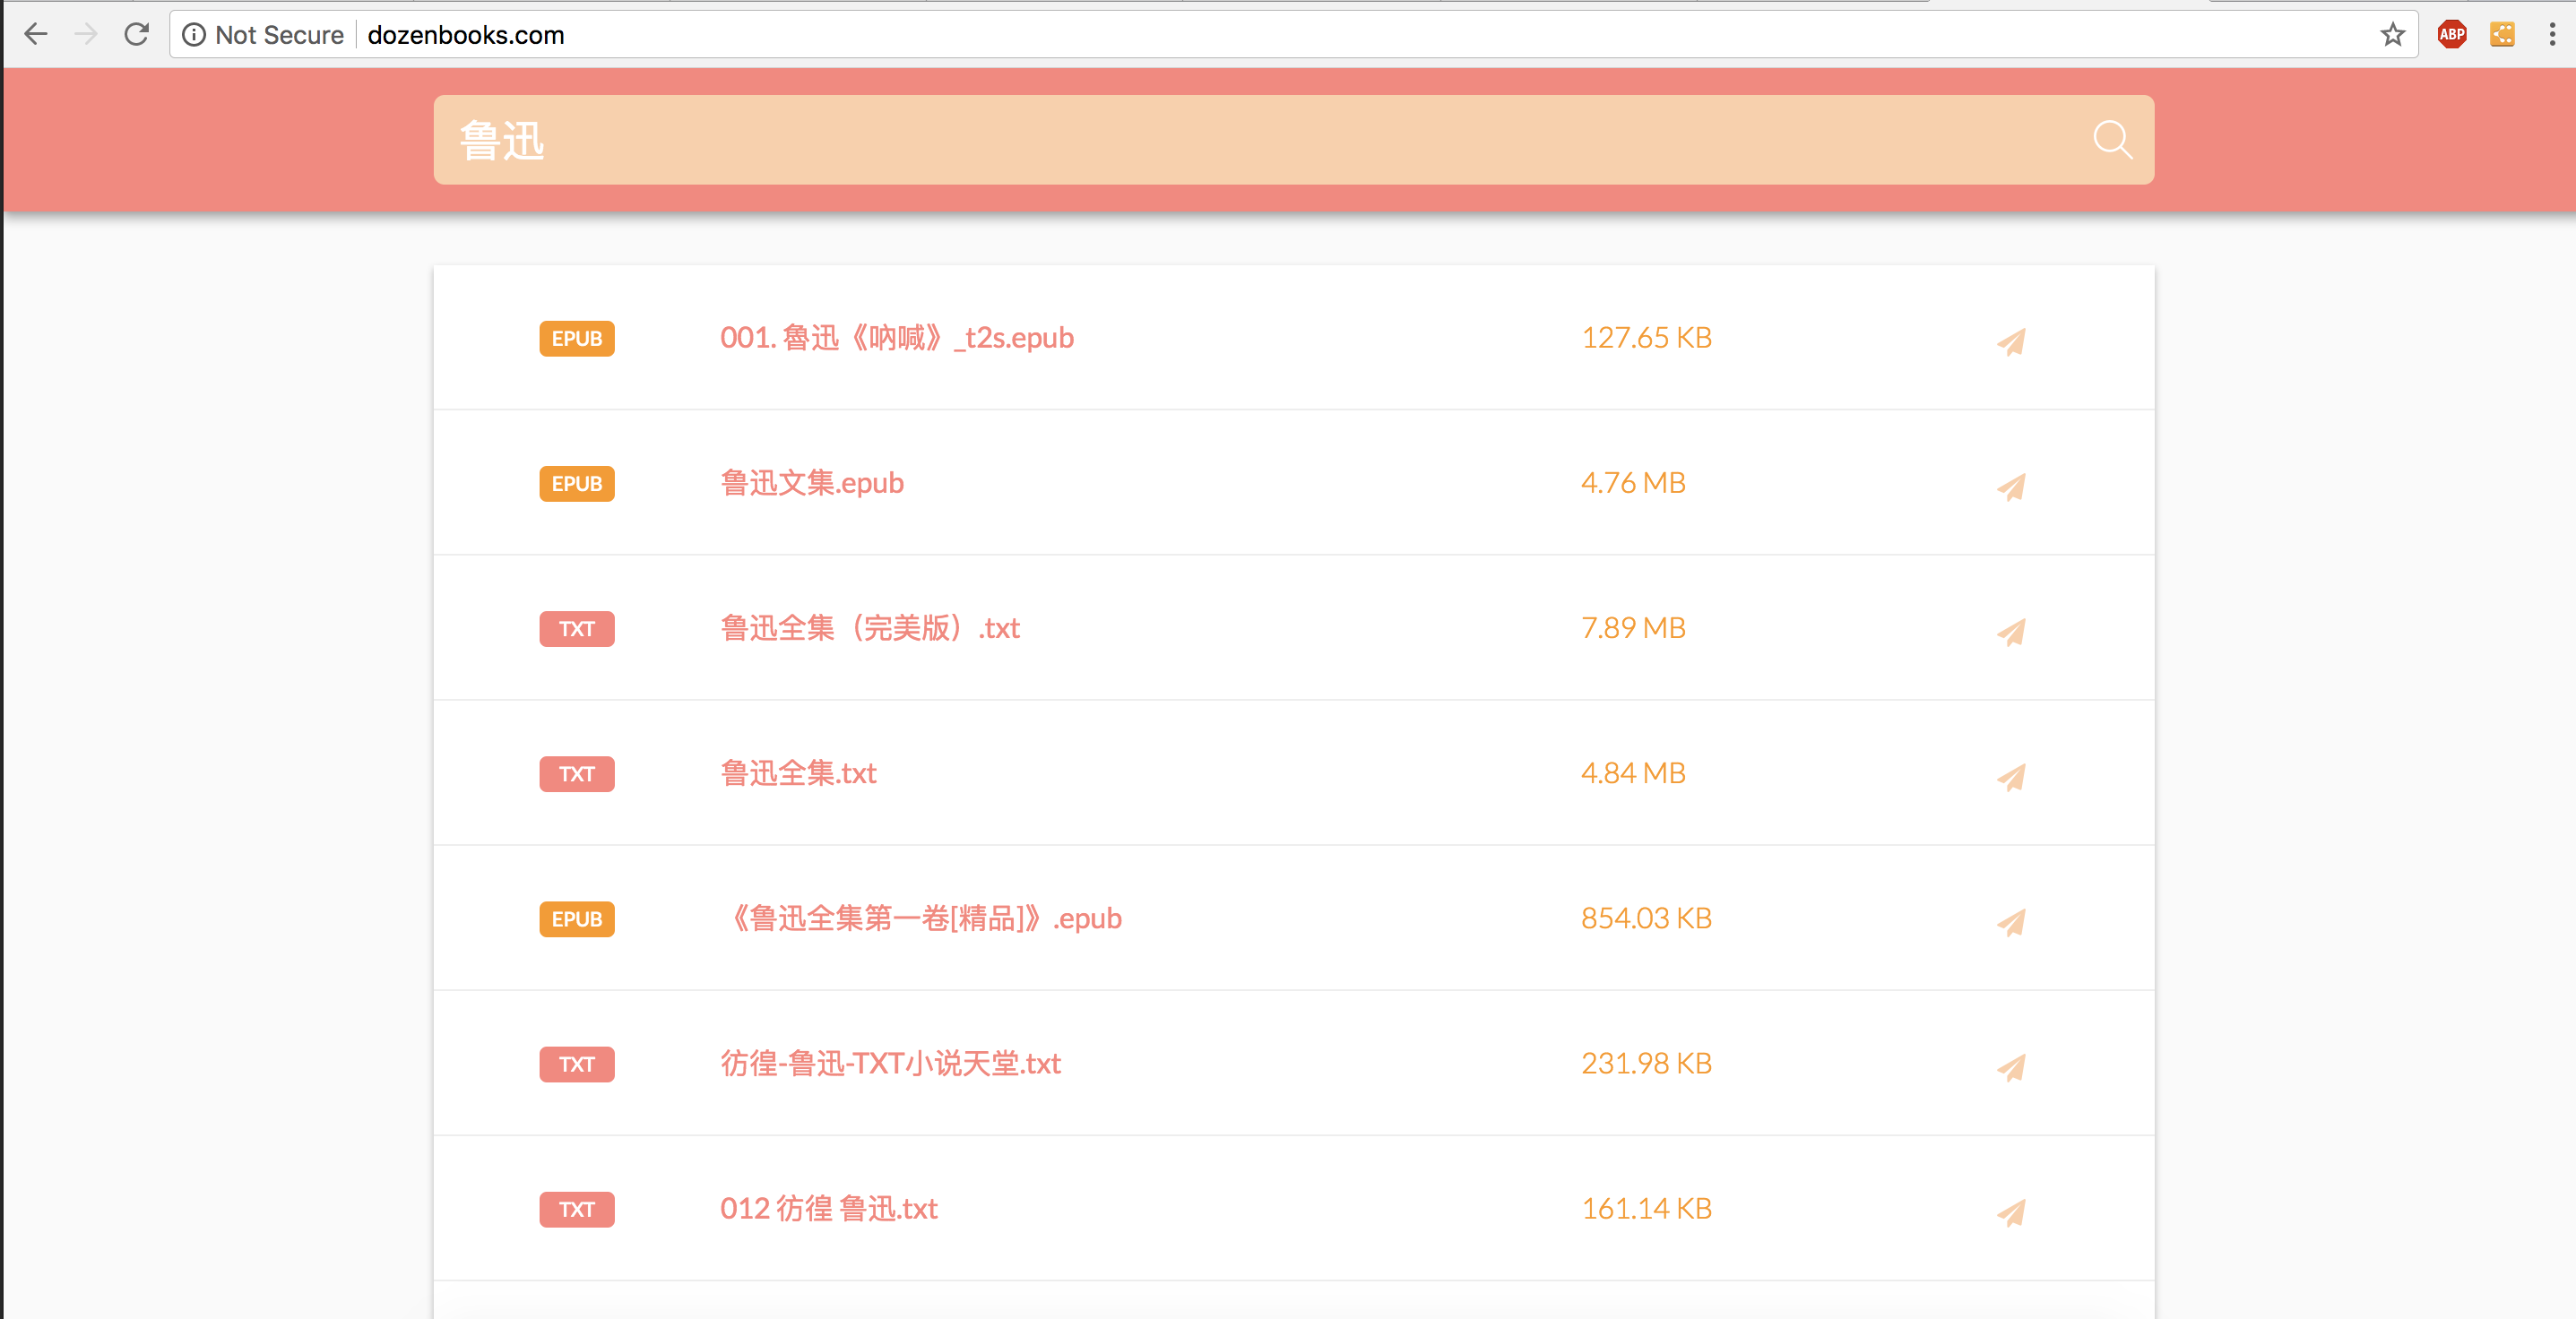 Not Secure dozenbooks.com
ABP
鲁迅
EPUB 001. 魯迅《吶喊》_t2s.epub 127.65 KB
EPUB 鲁迅文集.epub 4.76 MB
TXT 鲁迅全集（完美版）.txt 7.89 MB
TXT 鲁迅全集.txt 4.84 MB
EPUB 《鲁迅全集第一卷[精品]》.epub 854.03 KB
TXT 彷徨-鲁迅-TXT小说天堂.txt 231.98 KB
TXT 012 彷徨 鲁迅.txt 161.14 KB